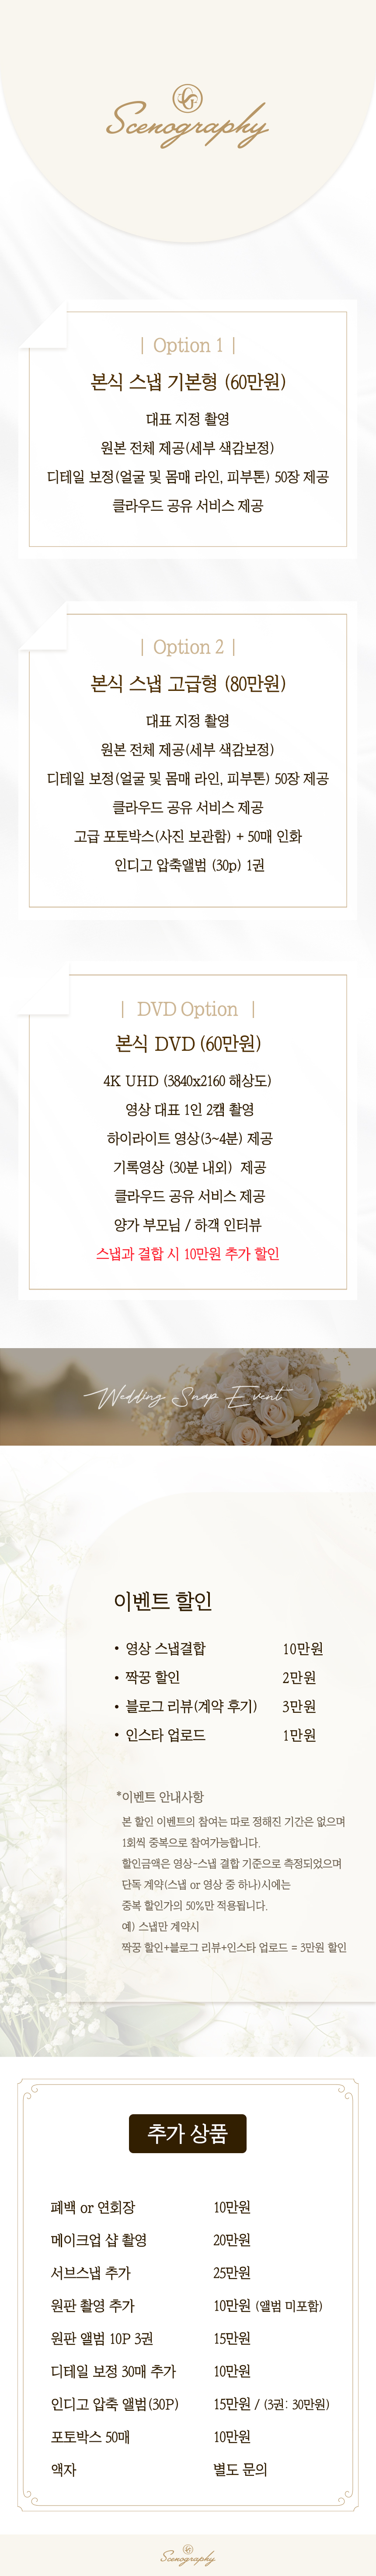 Scenography
| Option 1 |
본식 스냅 기본형 (60만원)
대표 지정 촬영
원본 전체 제공(세부 색감보정)
디테일 보정(얼굴 및 몸매 라인, 피부톤) 50장 제공
클라우드 공유 서비스 제공
| Option 2 |
본식 스냅 고급형 (80만원)
대표 지정 촬영
원본 전체 제공(세부 색감보정)
디테일 보정(얼굴 및 몸매 라인, 피부톤) 50장 제공
클라우드 공유 서비스 제공
고급 포토박스(사진 보관함) + 50매 인화
인디고 압축앨범 (30p) 1권
| DVD Option |
본식 DVD (60만원)
4K UHD (3840x2160 해상도)
영상 대표 1인 2캠 촬영
하이라이트 영상(3~4분) 제공
기록영상 (30분 내외) 제공
클라우드 공유 서비스 제공
양가 부모님 / 하객 인터뷰
스냅과 결합 시 10만원 추가 할인
Wedding Snap Event
이벤트 할인
• 영상 스냅결합 10만원
• 짝꿍 할인 2만원
• 블로그 리뷰(계약 후기) 3만원
• 인스타 업로드 1만원
*이벤트 안내사항
본 할인 이벤트의 참여는 따로 정해진 기간은 없으며
1회씩 중복으로 참여가능합니다.
할인금액은 영상-스냅 결합 기준으로 측정되었으며
단독 계약(스냅 or 영상 중 하나)시에는
중복 할인가의 50%만 적용됩니다.
예) 스냅만 계약시
짝꿍 할인+블로그 리뷰+인스타 업로드 = 3만원 할인
추가 상품
폐백 or 연회장 10만원
메이크업 샵 촬영 20만원
서브스냅 추가 25만원
원판 촬영 추가 10만원 (앨범 미포함)
원판 앨범 10P 3권 15만원
디테일 보정 30매 추가 10만원
인디고 압축 앨범(30P) 15만원 / (3권: 30만원)
포토박스 50매 10만원
액자 별도 문의
Scenography